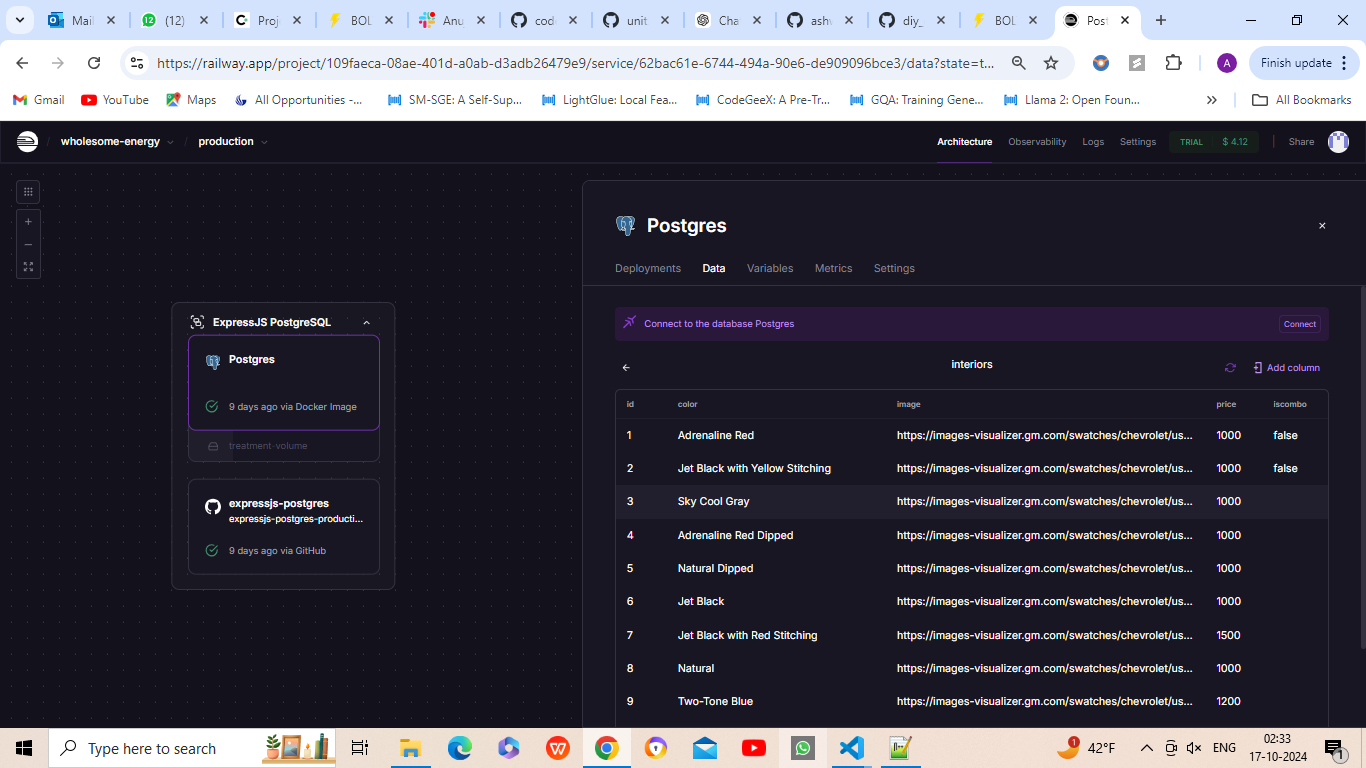 Mail
(12)
Proje
BOL
Anu
code
unit
Cha
ashw
diy_
BOL
Post
https://railway.app/project/109faeca-08ae-401d-a0ab-d3adb26479e9/service/62bac61e-6744-494a-90e6-de909096bce3/data?state=t...
A
Finish update
Gmail
YouTube
Maps
All Opportunities -...
SM-SGE: A Self-Sup...
LightGlue: Local Fea...
CodeGeeX: A Pre-Tr...
GQA: Training Gene...
Llama 2: Open Foun...
All Bookmarks
/ wholesome-energy / production
Architecture
Observability
Logs
Settings
TRIAL $ 4.12
Share
ExpressJS PostgreSQL
Postgres
9 days ago via Docker Image
treatment-volume
expressjs-postgres
expressjs-postgres-producti...
9 days ago via GitHub
Postgres
Deployments Data Variables Metrics Settings
Connect to the database Postgres
Connect
interiors
Add column
id color image price iscombo
1 Adrenaline Red https://images-visualizer.gm.com/swatches/chevrolet/us... 1000 false
2 Jet Black with Yellow Stitching https://images-visualizer.gm.com/swatches/chevrolet/us... 1000 false
3 Sky Cool Gray https://images-visualizer.gm.com/swatches/chevrolet/us... 1000
4 Adrenaline Red Dipped https://images-visualizer.gm.com/swatches/chevrolet/us... 1000
5 Natural Dipped https://images-visualizer.gm.com/swatches/chevrolet/us... 1000
6 Jet Black https://images-visualizer.gm.com/swatches/chevrolet/us... 1000
7 Jet Black with Red Stitching https://images-visualizer.gm.com/swatches/chevrolet/us... 1500
8 Natural https://images-visualizer.gm.com/swatches/chevrolet/us... 1000
9 Two-Tone Blue https://images-visualizer.gm.com/swatches/chevrolet/us... 1200
Type here to search
1
42°F
ENG
02:33
17-10-2024
1